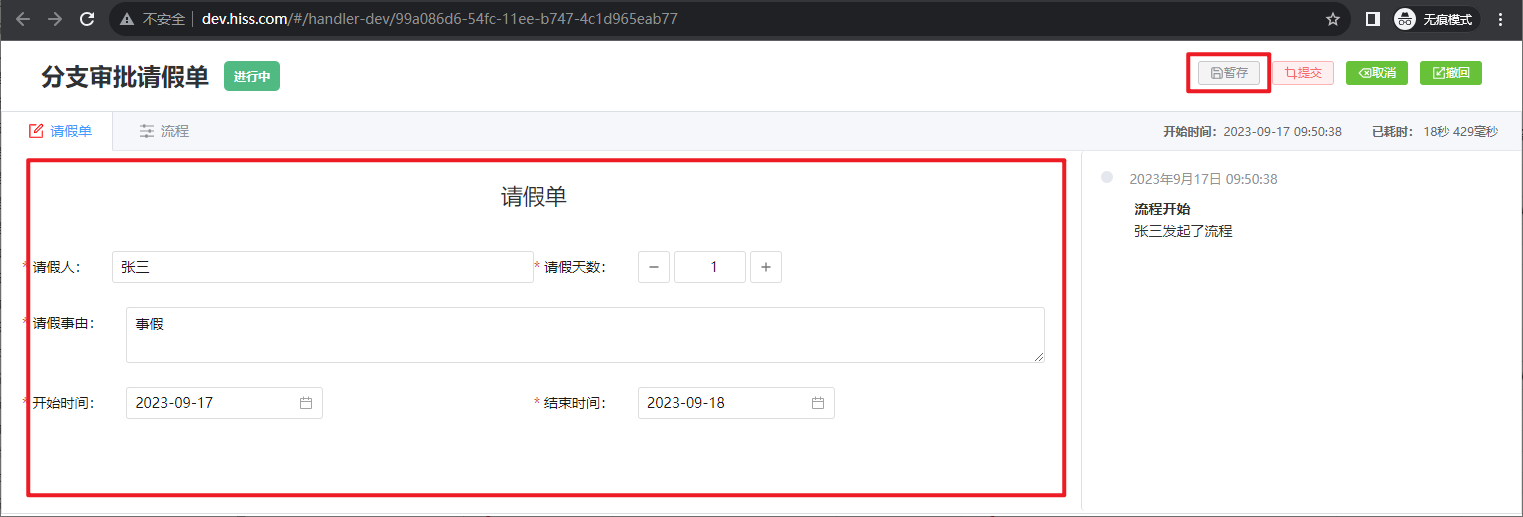 不安全 dev.hiss.com/#/handler-dev/99a086d6-54fc-11ee-b747-4c1d965eab77 无痕模式
分支审批请假单 进行中 暂存 提交 取消 撤回
请假单 流程 开始时间：2023-09-17 09:50:38 已耗时： 18秒 429毫秒
请假单
* 请假人： 张三 * 请假天数： － 1 +
* 请假事由： 事假
* 开始时间： 2023-09-17 * 结束时间： 2023-09-18
2023年9月17日 09:50:38
流程开始
张三发起了流程